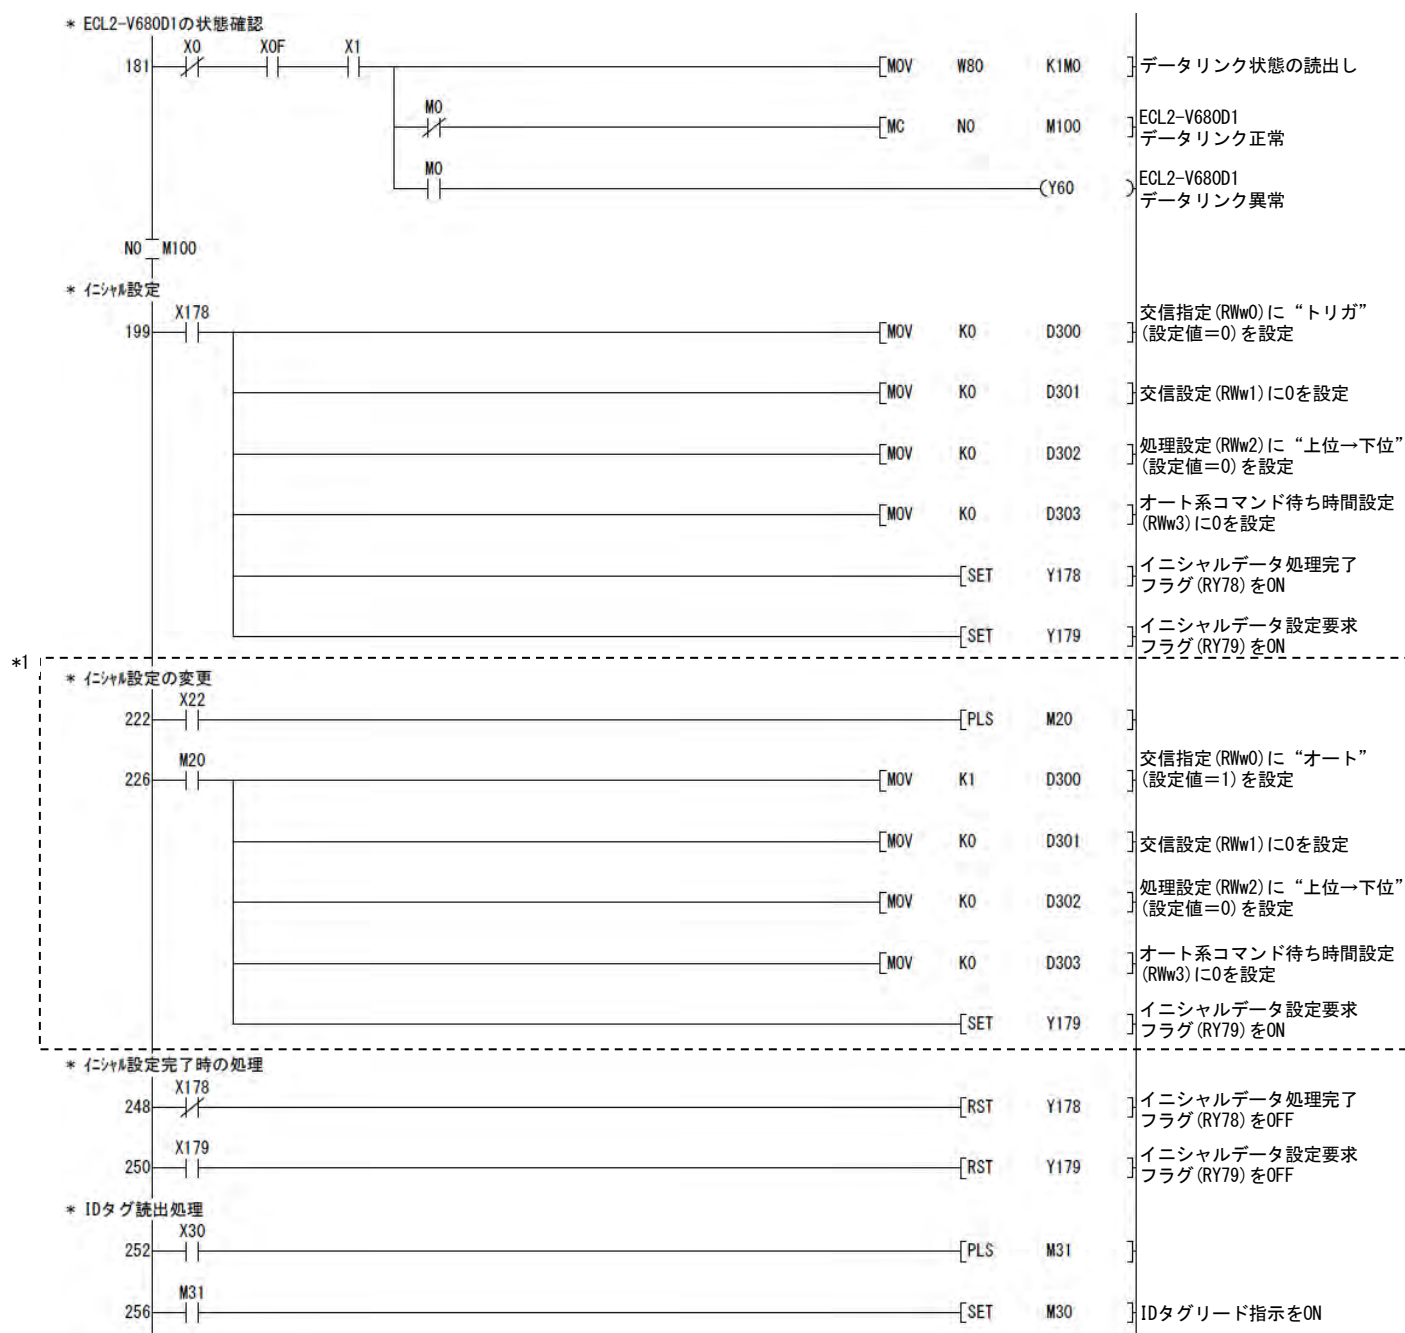 * ECL2-V680D1の状態確認
X0 X0F X1
181 MOV W80 K1M0 データリンク状態の読出し
M0
MC N0 M100 ECL2-V680D1
データリンク正常
M0
Y60 ECL2-V680D1
データリンク異常
N0 M100
* ｲﾆｼｬﾙ設定
X178
199 MOV K0 D300 交信指定(RWw0)に“トリガ”
(設定値＝0)を設定
MOV K0 D301 交信設定(RWw1)に0を設定
MOV K0 D302 処理設定(RWw2)に“上位→下位”
(設定値＝0)を設定
MOV K0 D303 オート系コマンド待ち時間設定
(RWw3)に0を設定
SET Y178 イニシャルデータ処理完了
フラグ(RY78)をON
SET Y179 イニシャルデータ設定要求
フラグ(RY79)をON
*1
* ｲﾆｼｬﾙ設定の変更
X22
222 PLS M20
M20
226 MOV K1 D300 交信指定(RWw0)に“オート”
(設定値＝1)を設定
MOV K0 D301 交信設定(RWw1)に0を設定
MOV K0 D302 処理設定(RWw2)に“上位→下位”
(設定値＝0)を設定
MOV K0 D303 オート系コマンド待ち時間設定
(RWw3)に0を設定
SET Y179 イニシャルデータ設定要求
フラグ(RY79)をON
* ｲﾆｼｬﾙ設定完了時の処理
X178
248 RST Y178 イニシャルデータ処理完了
フラグ(RY78)をOFF
X179
250 RST Y179 イニシャルデータ設定要求
フラグ(RY79)をOFF
* IDタグ読出処理
X30
252 PLS M31
M31
256 SET M30 IDタグリード指示をON